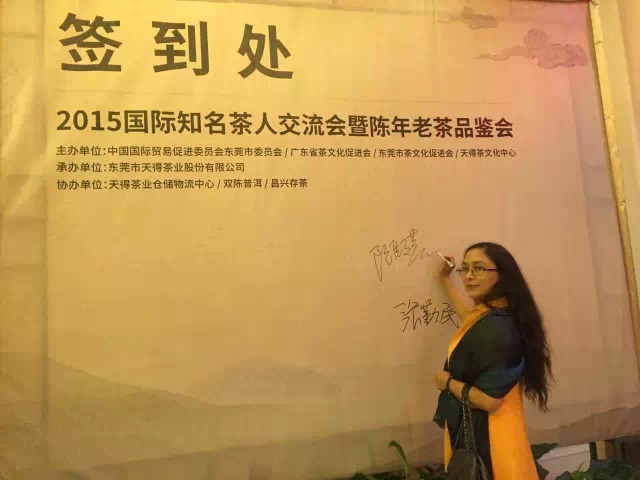 签到处
2015国际知名茶人交流会暨陈年老茶品鉴会
主办单位:中国国际贸易促进委员会东莞市委员会 / 广东省茶文化促进会 / 东莞市茶文化促进会 / 天得茶文化中心
承办单位:东莞市天得茶业股份有限公司
协办单位:天得茶业仓储物流中心 / 双陈普洱 / 昌兴存茶
勤民